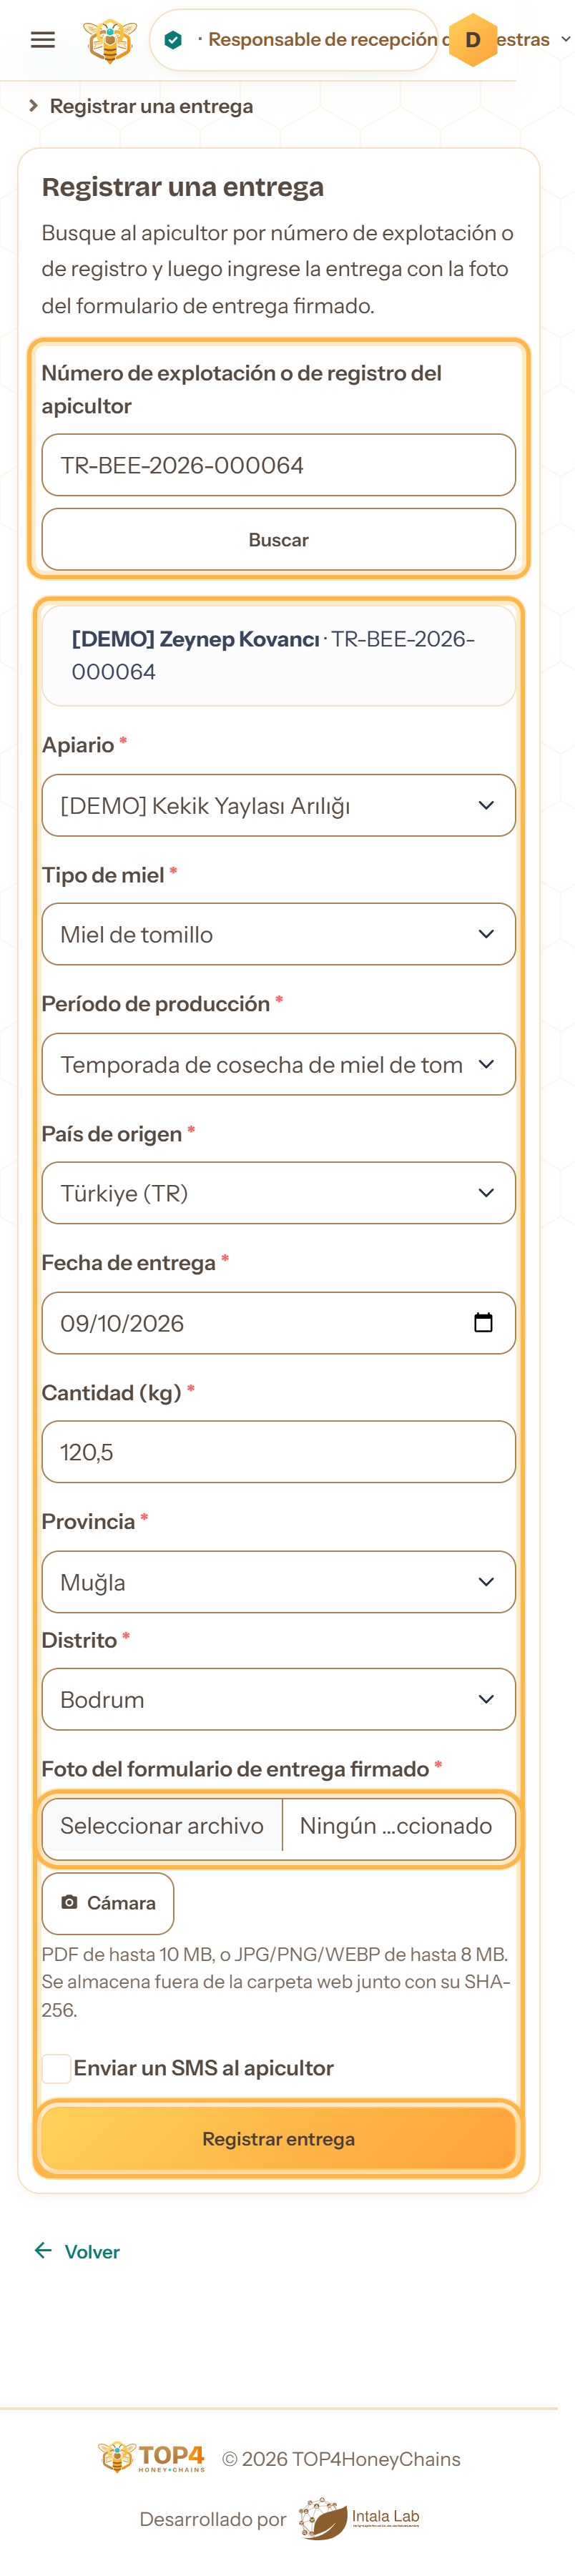 · Responsable de recepción d
D
estras
Registrar una entrega
Registrar una entrega
Busque al apicultor por número de explotación o
de registro y luego ingrese la entrega con la foto
del formulario de entrega firmado.
Número de explotación o de registro del
apicultor
TR-BEE-2026-000064
Buscar
[DEMO] Zeynep Kovancı · TR-BEE-2026-
000064
Apiario *
[DEMO] Kekik Yaylası Arılığı
Tipo de miel *
Miel de tomillo
Período de producción *
Temporada de cosecha de miel de tom
País de origen *
Türkiye (TR)
Fecha de entrega *
09/10/2026
Cantidad (kg) *
120,5
Provincia *
Muğla
Distrito *
Bodrum
Foto del formulario de entrega firmado *
Seleccionar archivo Ningún ...ccionado
Cámara
PDF de hasta 10 MB, o JPG/PNG/WEBP de hasta 8 MB.
Se almacena fuera de la carpeta web junto con su SHA-
256.
Enviar un SMS al apicultor
Registrar entrega
Volver
TOP4
HONEY+CHAINS
© 2026 TOP4HoneyChains
Desarrollado por
Intala Lab